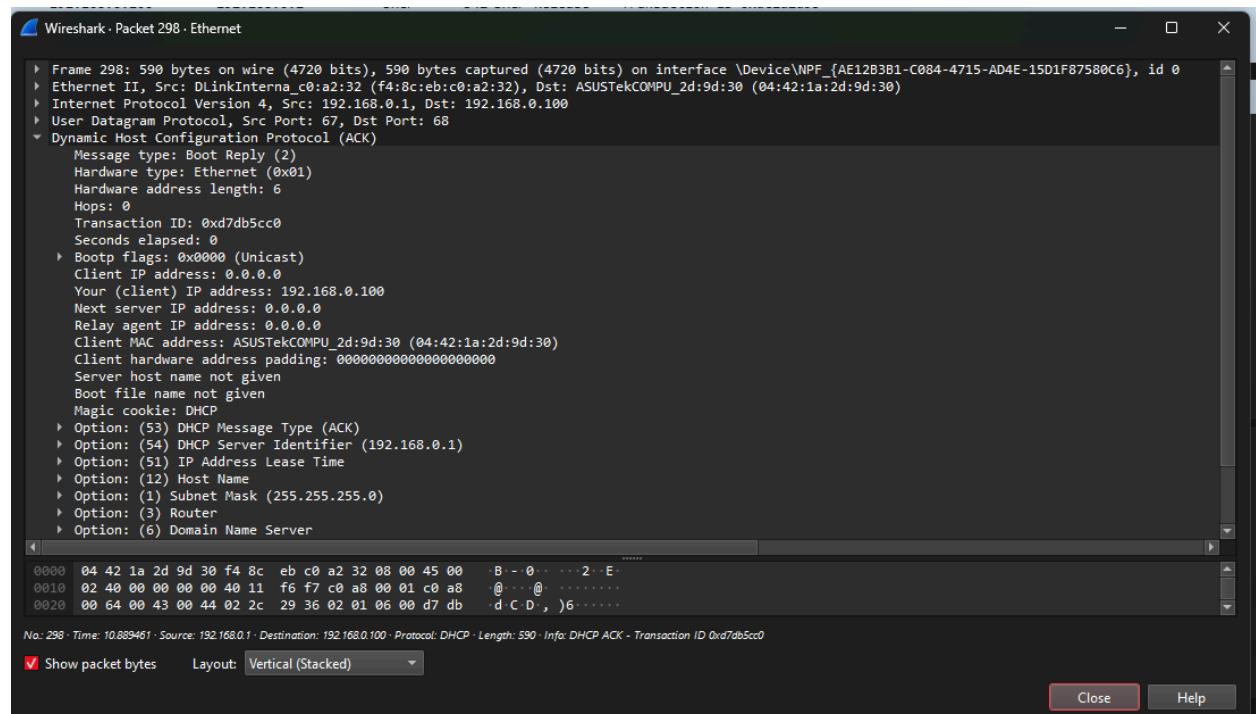 Wireshark · Packet 298 · Ethernet
Frame 298: 590 bytes on wire (4720 bits), 590 bytes captured (4720 bits) on interface \Device\NPF_{AE12B3B1-C084-4715-AD4E-15D1F87580C6}, id 0
Ethernet II, Src: DLinkInterna_c0:a2:32 (f4:8c:eb:c0:a2:32), Dst: ASUSTekCOMPU_2d:9d:30 (04:42:1a:2d:9d:30)
Internet Protocol Version 4, Src: 192.168.0.1, Dst: 192.168.0.100
User Datagram Protocol, Src Port: 67, Dst Port: 68
Dynamic Host Configuration Protocol (ACK)
Message type: Boot Reply (2)
Hardware type: Ethernet (0x01)
Hardware address length: 6
Hops: 0
Transaction ID: 0xd7db5cc0
Seconds elapsed: 0
Bootp flags: 0x0000 (Unicast)
Client IP address: 0.0.0.0
Your (client) IP address: 192.168.0.100
Next server IP address: 0.0.0.0
Relay agent IP address: 0.0.0.0
Client MAC address: ASUSTekCOMPU_2d:9d:30 (04:42:1a:2d:9d:30)
Client hardware address padding: 00000000000000000000
Server host name not given
Boot file name not given
Magic cookie: DHCP
Option: (53) DHCP Message Type (ACK)
Option: (54) DHCP Server Identifier (192.168.0.1)
Option: (51) IP Address Lease Time
Option: (12) Host Name
Option: (1) Subnet Mask (255.255.255.0)
Option: (3) Router
Option: (6) Domain Name Server
0000 04 42 1a 2d 9d 30 f4 8c eb c0 a2 32 08 00 45 00 ·B·-·0·· ···2··E·
0010 02 40 00 00 00 00 40 11 f6 f7 c0 a8 00 01 c0 a8 ·@····@· ········
0020 00 64 00 43 00 44 02 2c 29 36 02 01 06 00 d7 db ·d·C·D·, )6······
No.: 298 · Time: 10.889461 · Source: 192.168.0.1 · Destination: 192.168.0.100 · Protocol: DHCP · Length: 590 · Info: DHCP ACK - Transaction ID 0xd7db5cc0
Show packet bytes Layout: Vertical (Stacked)
Close Help